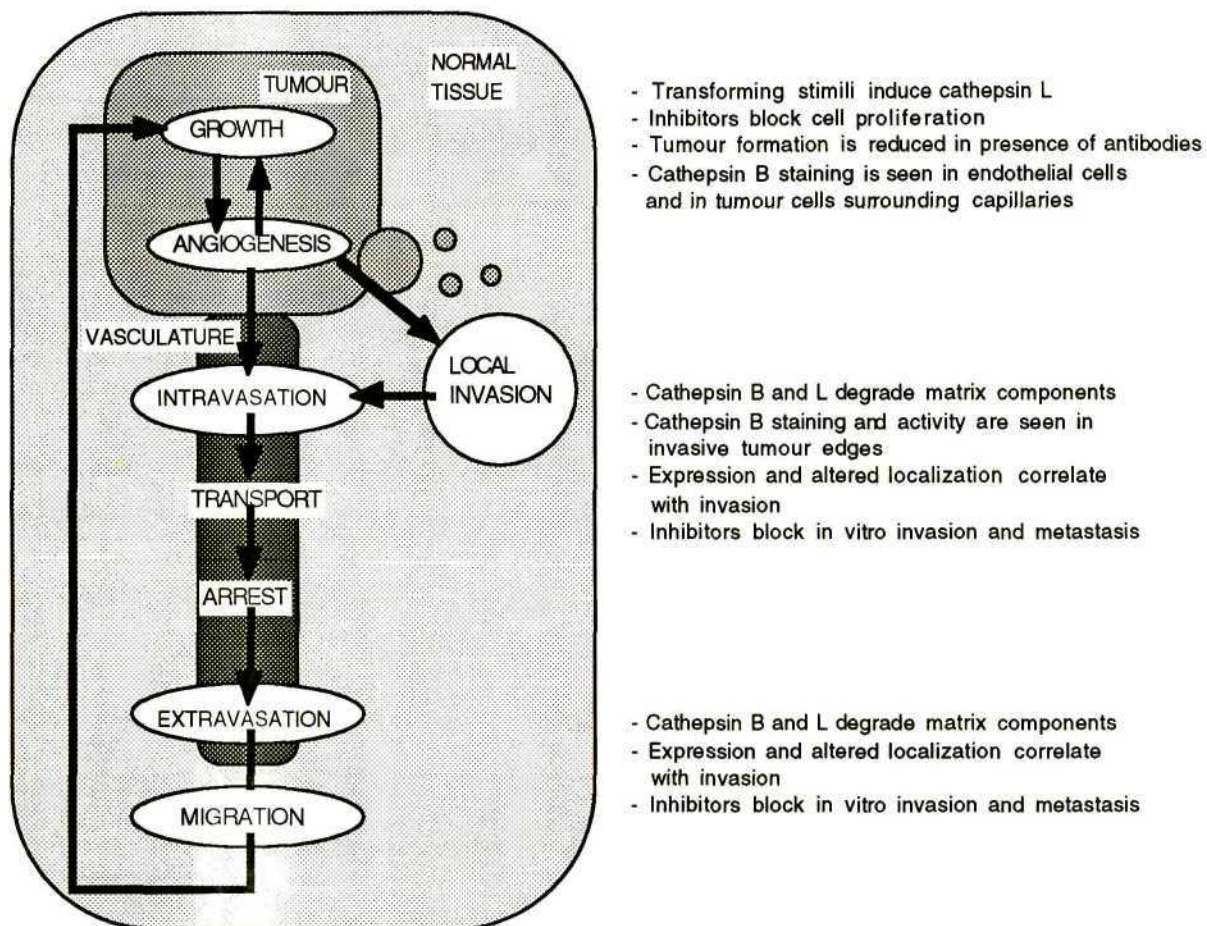 TUMOUR
NORMAL
TISSUE
GROWTH
ANGIOGENESIS
VASCULATURE
LOCAL
INVASION
INTRAVASATION
TRANSPORT
ARREST
EXTRAVASATION
MIGRATION
- Transforming stimili induce cathepsin L
- Inhibitors block cell proliferation
- Tumour formation is reduced in presence of antibodies
- Cathepsin B staining is seen in endothelial cells
and in tumour cells surrounding capillaries
- Cathepsin B and L degrade matrix components
- Cathepsin B staining and activity are seen in
invasive tumour edges
- Expression and altered localization correlate
with invasion
- Inhibitors block in vitro invasion and metastasis
- Cathepsin B and L degrade matrix components
- Expression and altered localization correlate
with invasion
- Inhibitors block in vitro invasion and metastasis